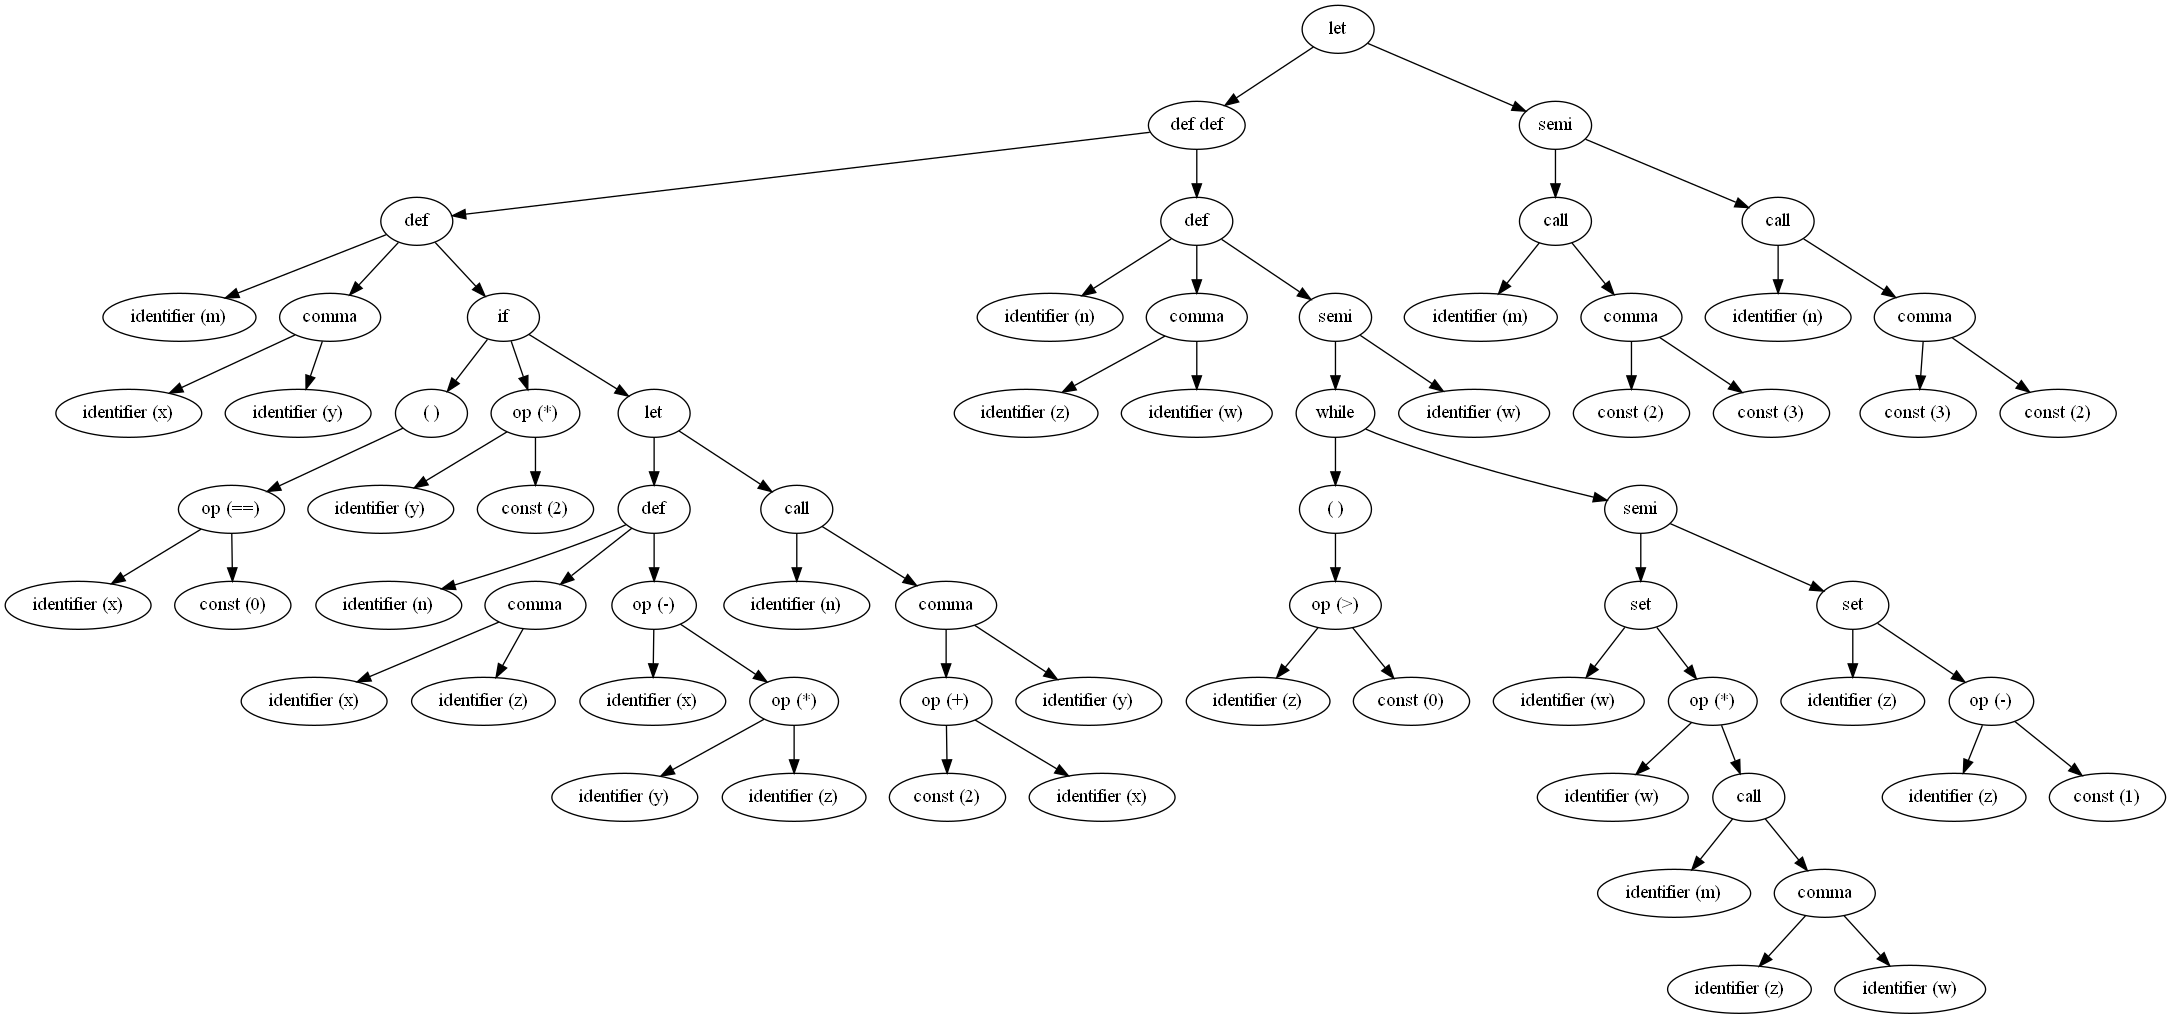 let
def def
semi
def
def
call
call
identifier (m)
comma
if
identifier (n)
comma
semi
identifier (m)
comma
identifier (n)
comma
identifier (x)
identifier (y)
( )
op (*)
let
identifier (z)
identifier (w)
while
identifier (w)
const (2)
const (3)
const (3)
const (2)
op (==)
identifier (y)
const (2)
def
call
( )
semi
identifier (x)
const (0)
identifier (n)
comma
op (-)
identifier (n)
comma
op (>)
set
set
identifier (x)
identifier (z)
identifier (x)
op (*)
op (+)
identifier (y)
identifier (z)
const (0)
identifier (w)
op (*)
identifier (z)
op (-)
identifier (y)
identifier (z)
const (2)
identifier (x)
identifier (w)
call
identifier (z)
const (1)
identifier (m)
comma
identifier (z)
identifier (w)